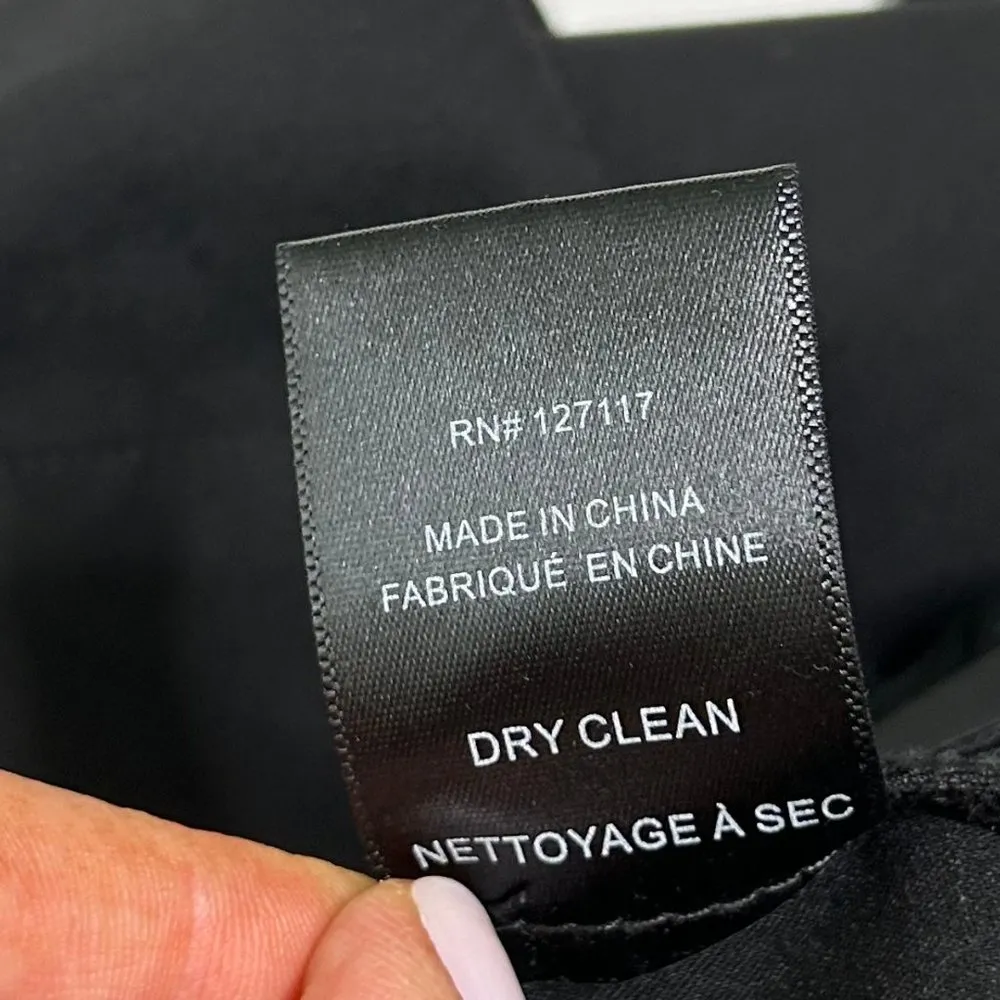 RN# 127117
MADE IN CHINA
FABRIQUÉ EN CHINE
DRY CLEAN
NETTOYAGE À SEC